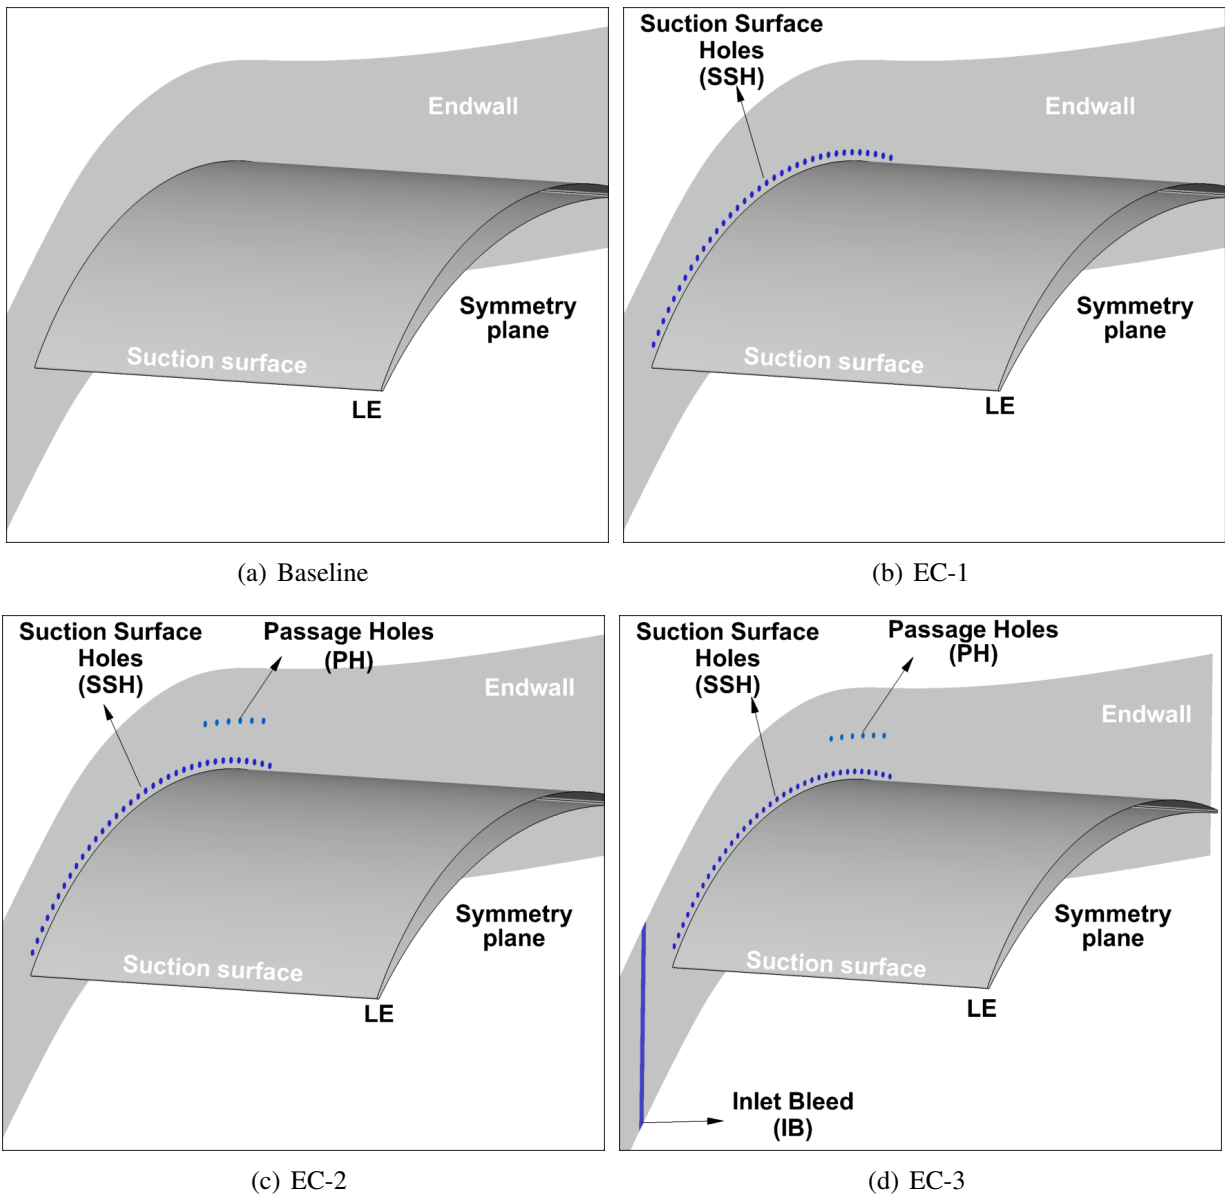 Endwall
Symmetry
plane
Suction surface
LE
(a) Baseline
Suction Surface
Holes
(SSH)
Endwall
Symmetry
plane
Suction surface
LE
(b) EC-1
Suction Surface
Holes
(SSH)
Passage Holes
(PH)
Endwall
Symmetry
plane
Suction surface
LE
(c) EC-2
Suction Surface
Holes
(SSH)
Passage Holes
(PH)
Endwall
Symmetry
plane
Suction surface
LE
Inlet Bleed
(IB)
(d) EC-3